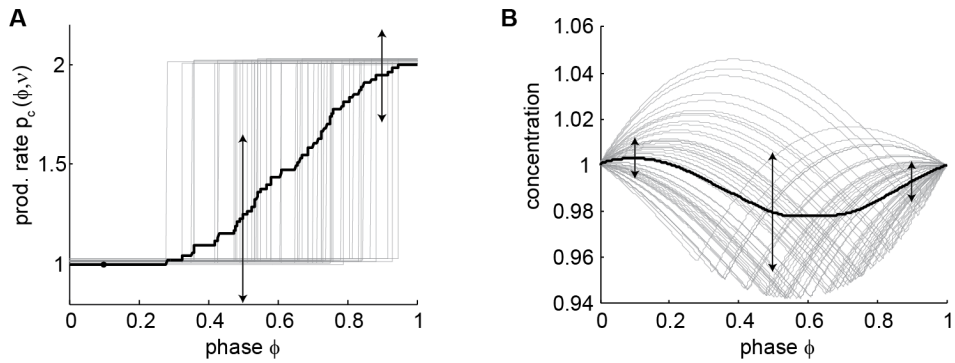 A
prod. rate p_c (ϕ,ν)
2
1.5
1
0 0.2 0.4 0.6 0.8 1
phase ϕ
B
concentration
1.06
1.04
1.02
1
0.98
0.96
0.94
0 0.2 0.4 0.6 0.8 1
phase ϕ